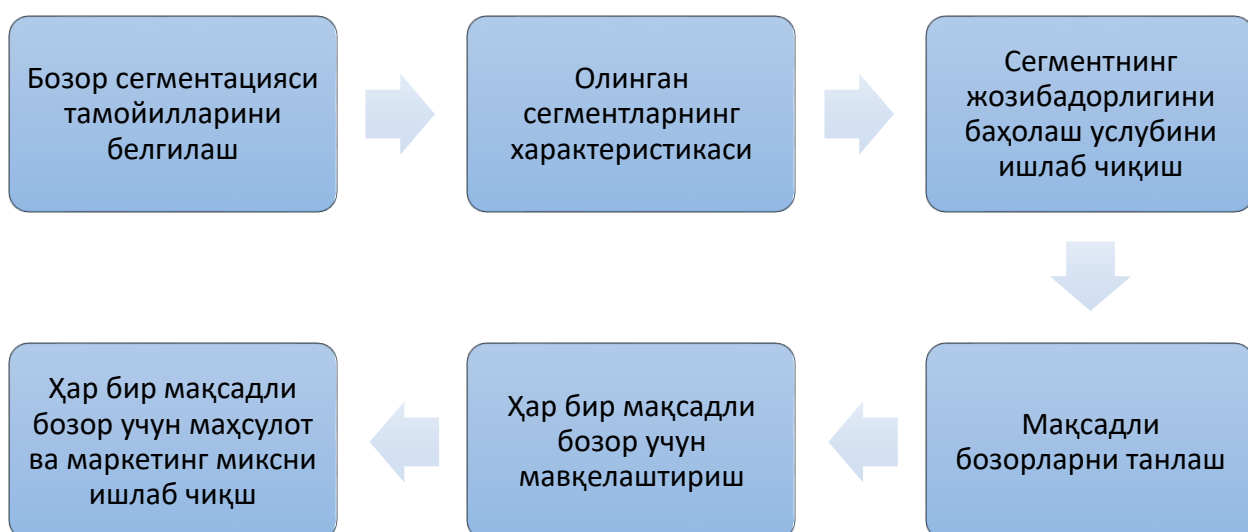 Бозор сегментацияси
тамойилларини
белгилаш
Олинган
сегментларнинг
характеристикаси
Сегментнинг
жозибадорлигини
баҳолаш услубини
ишлаб чиқиш
Мақсадли
бозорларни танлаш
Ҳар бир мақсадли
бозор учун
мавқелаштириш
Ҳар бир мақсадли
бозор учун маҳсулот
ва маркетинг миксни
ишлаб чиқш